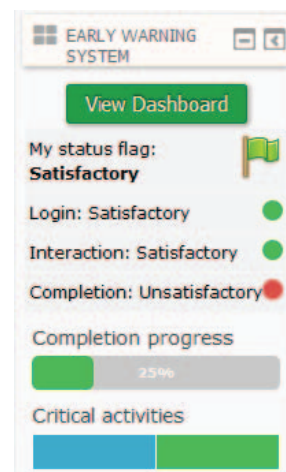 EARLY WARNING
SYSTEM
View Dashboard
My status flag:
Satisfactory
Login: Satisfactory
Interaction: Satisfactory
Completion: Unsatisfactory
Completion progress
25%
Critical activities